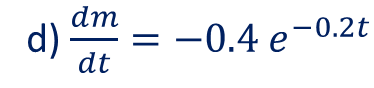 d) dm/dt = −0.4 e^−0.2t